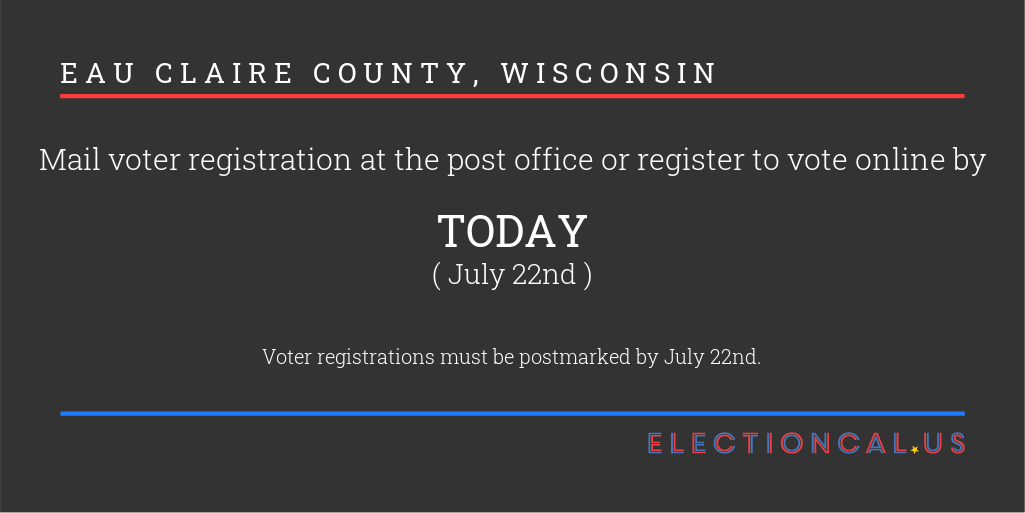 EAU CLAIRE COUNTY, WISCONSIN
Mail voter registration at the post office or register to vote online by
TODAY
( July 22nd )
Voter registrations must be postmarked by July 22nd.
ELECTIONCAL.US